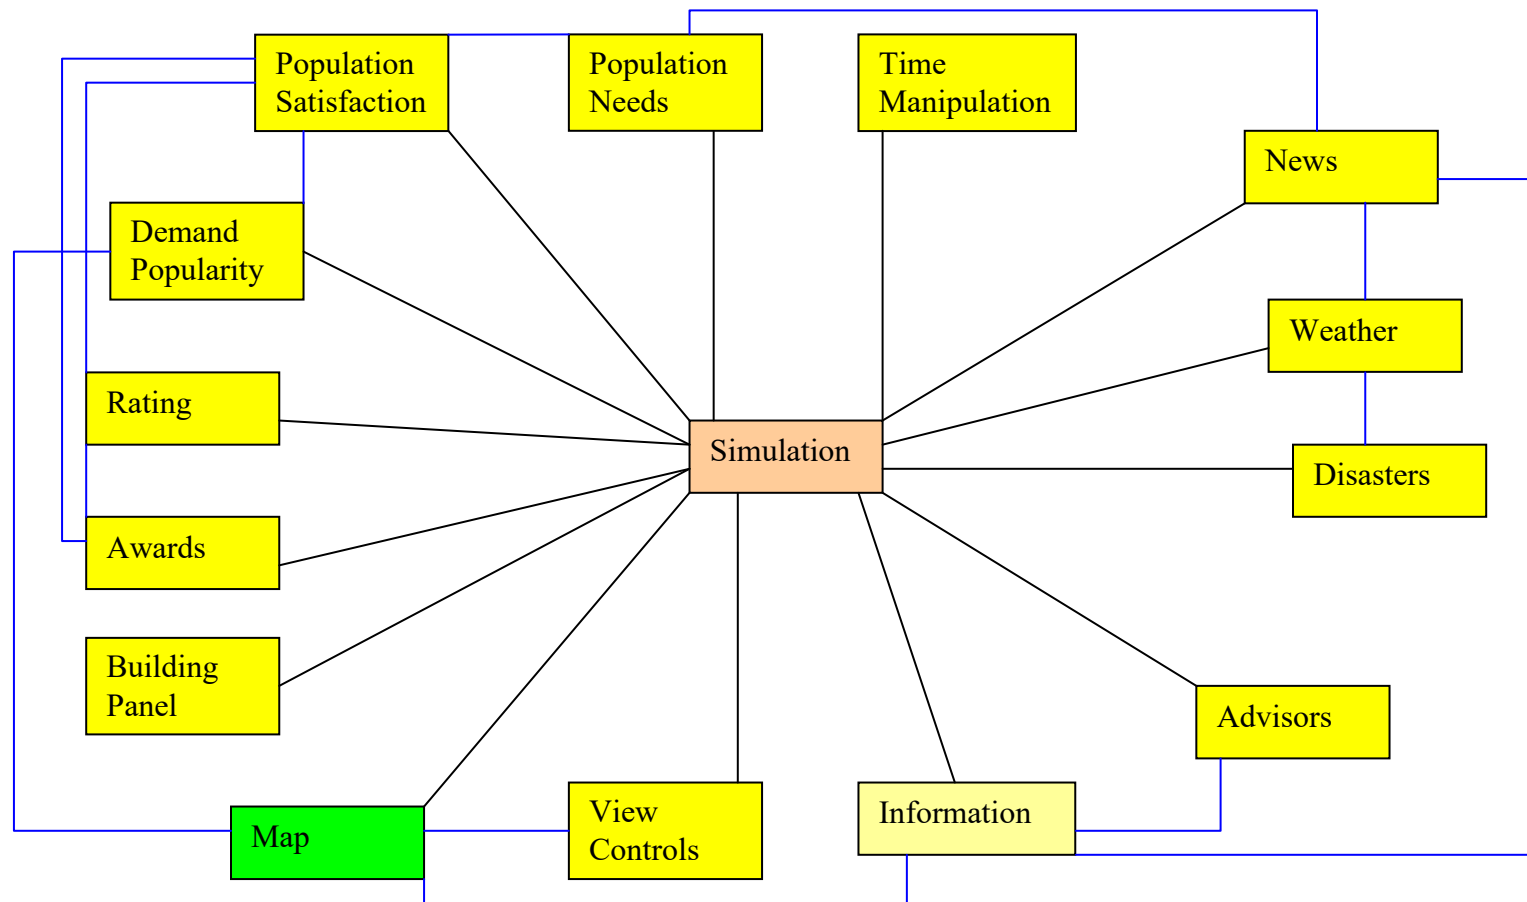 Population
Satisfaction
Population
Needs
Time
Manipulation
News
Demand
Popularity
Weather
Rating
Simulation
Disasters
Awards
Building
Panel
Advisors
Map
View
Controls
Information